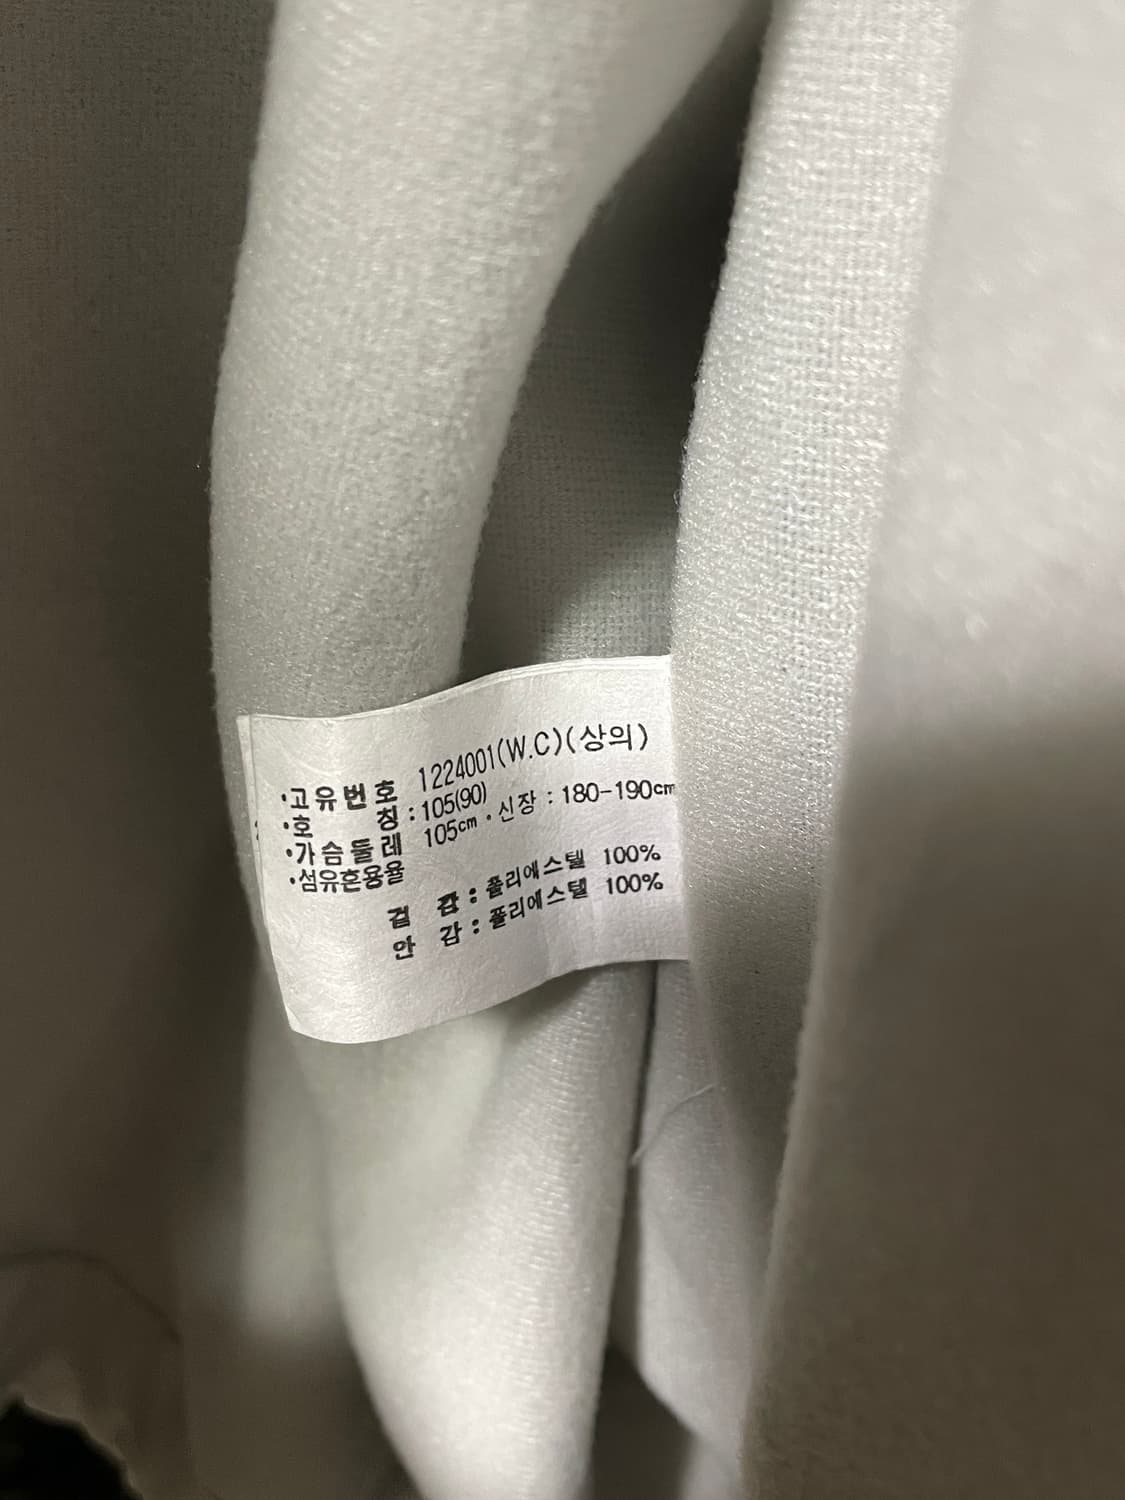 •고유번호 1224001(W.C)(상의)
•호 칭:105(90)
•가슴둘레 105cm •신장:180-190cm
•섬유혼용율
겉 감:폴리에스텔 100%
안 감:폴리에스텔 100%